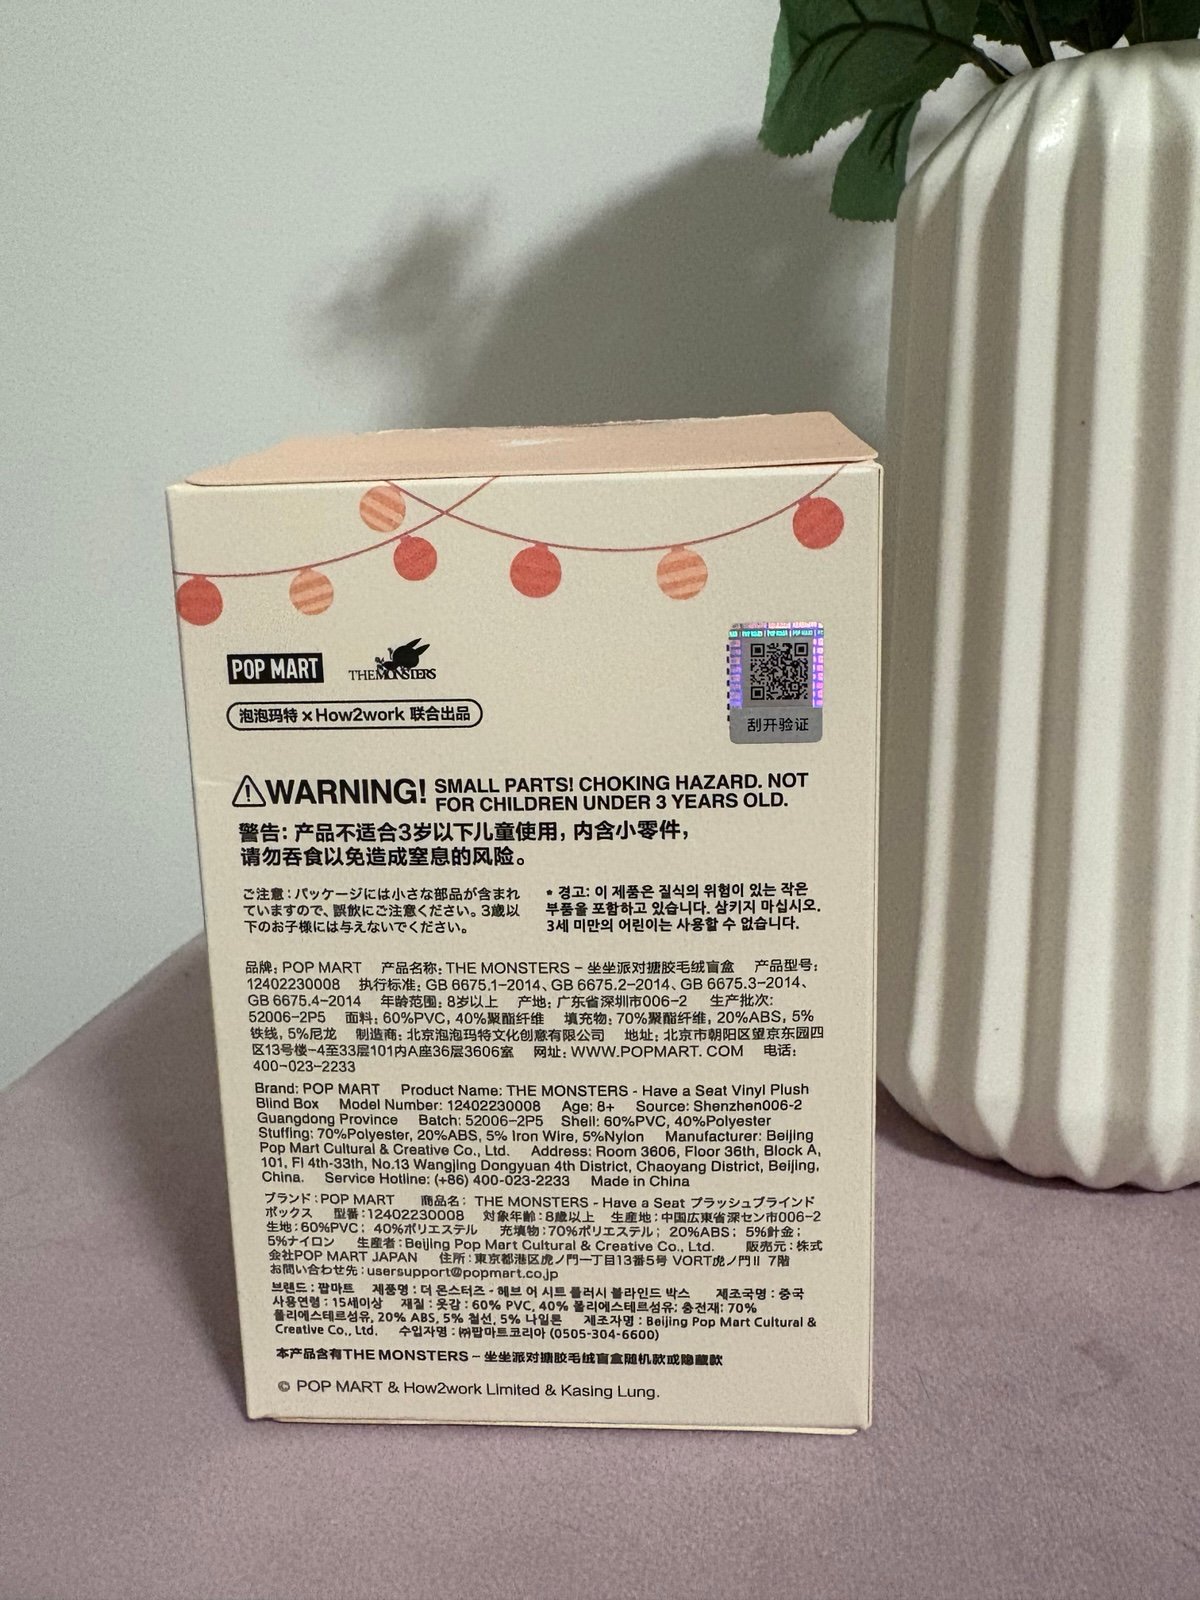 POP MART THEMONSTERS
泡泡玛特×How2work 联合出品
POP MART POP MART
刮开验证
WARNING! SMALL PARTS! CHOKING HAZARD. NOT
FOR CHILDREN UNDER 3 YEARS OLD.
警告: 产品不适合3岁以下儿童使用, 内含小零件,
请勿吞食以免造成窒息的风险。
ご注意:パッケージには小さな部品が含まれ
ていますので、誤飲にご注意ください。3歳以
下のお子様には与えないでください。
* 경고: 이 제품은 질식의 위험이 있는 작은
부품을 포함하고 있습니다. 삼키지 마십시오.
3세 미만의 어린이는 사용할 수 없습니다.
品牌: POP MART 产品名称: THE MONSTERS – 坐坐派对搪胶毛绒盲盒 产品型号:
12402230008 执行标准: GB 6675.1–2014、GB 6675.2–2014、GB 6675.3–2014、
GB 6675.4–2014 年龄范围: 8岁以上 产地: 广东省深圳市006–2 生产批次:
52006–2P5 面料: 60%PVC, 40%聚酯纤维 填充物: 70%聚酯纤维, 20%ABS, 5%
铁线, 5%尼龙 制造商: 北京泡泡玛特文化创意有限公司 地址: 北京市朝阳区望京东园四
区13号楼–4至33层101内A座36层3606室 网址: WWW.POPMART. COM 电话:
400–023–2233
Brand: POP MART Product Name: THE MONSTERS - Have a Seat Vinyl Plush
Blind Box Model Number: 12402230008 Age: 8+ Source: Shenzhen006-2
Guangdong Province Batch: 52006–2P5 Shell: 60%PVC, 40%Polyester
Stuffing: 70%Polyester, 20%ABS, 5% Iron Wire, 5%Nylon Manufacturer: Beijing
Pop Mart Cultural & Creative Co., Ltd. Address: Room 3606, Floor 36th, Block A,
101, Fl 4th-33th, No.13 Wangjing Dongyuan 4th District, Chaoyang District, Beijing,
China. Service Hotline: (+86) 400-023-2233 Made in China
ブランド:POP MART 商品名: THE MONSTERS - Have a Seat プラッシュブラインド
ボックス 型番:12402230008 対象年齢:8歳以上 生産地:中国広東省深セン市006–2
生地:60%PVC; 40%ポリエステル 充填物:70%ポリエステル; 20%ABS; 5%針金;
5%ナイロン 生産者:Beijing Pop Mart Cultural & Creative Co., Ltd. 販売元:株式
会社POP MART JAPAN 住所:東京都港区虎ノ門一丁目13番5号 VORT虎ノ門II 7階
お問い合わせ先:usersupport@popmart.co.jp
브랜드:팝마트 제품명:더 몬스터즈 - 헤브 어 시트 플러시 블라인드 박스 제조국명:중국
사용연령:15세이상 재질:옷감:60% PVC, 40% 폴리에스테르섬유; 충전재: 70%
폴리에스테르섬유, 20% ABS, 5% 철선, 5% 나일론 제조자명:Beijing Pop Mart Cultural &
Creative Co., Ltd. 수입자명:㈜팝마트코리아 (0505-304-6600)
本产品含有THE MONSTERS – 坐坐派对搪胶毛绒盲盒随机款或隐藏款
© POP MART & How2work Limited & Kasing Lung.